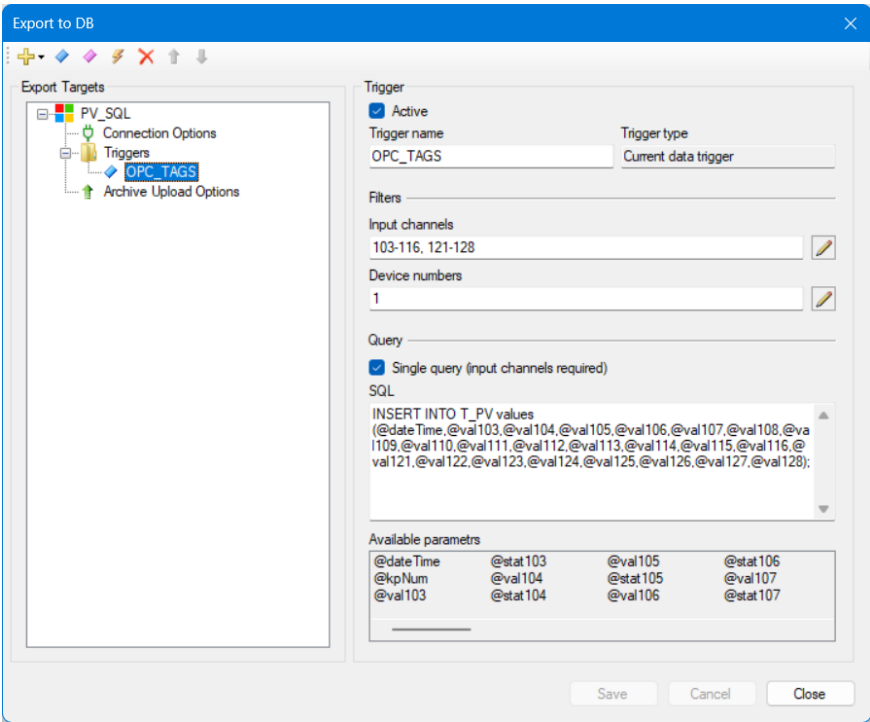 Export to DB
Export Targets
PV_SQL
Connection Options
Triggers
OPC_TAGS
Archive Upload Options
Trigger
Active
Trigger name
Trigger type
OPC_TAGS
Current data trigger
Filters
Input channels
103-116, 121-128
Device numbers
1
Query
Single query (input channels required)
SQL
INSERT INTO T_PV values
(@dateTime,@val103,@val104,@val105,@val106,@val107,@val108,@va
l109,@val110,@val111,@val112,@val113,@val114,@val115,@val116,@
val121,@val122,@val123,@val124,@val125,@val126,@val127,@val128);
Available parametrs
@dateTime @stat103 @val105 @stat106
@kpNum @val104 @stat105 @val107
@val103 @stat104 @val106 @stat107
Save
Cancel
Close